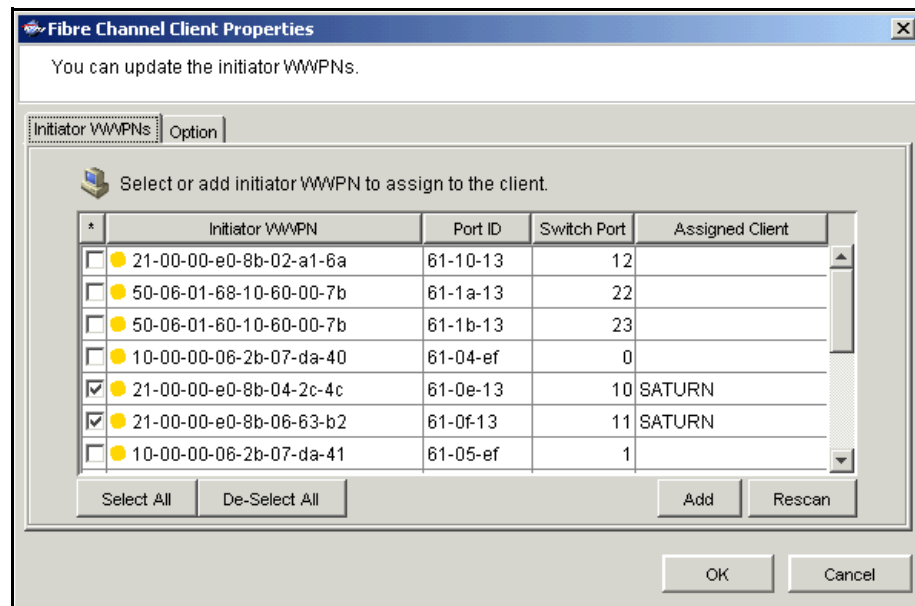 Fibre Channel Client Properties
You can update the initiator WWPNs.
Initiator WWPNs Option
Select or add initiator WWPN to assign to the client.
* Initiator WWPN Port ID Switch Port Assigned Client
21-00-00-e0-8b-02-a1-6a 61-10-13 12
50-06-01-68-10-60-00-7b 61-1a-13 22
50-06-01-60-10-60-00-7b 61-1b-13 23
10-00-00-06-2b-07-da-40 61-04-ef 0
21-00-00-e0-8b-04-2c-4c 61-0e-13 10 SATURN
21-00-00-e0-8b-06-63-b2 61-0f-13 11 SATURN
10-00-00-06-2b-07-da-41 61-05-ef 1
Select All De-Select All Add Rescan
OK Cancel